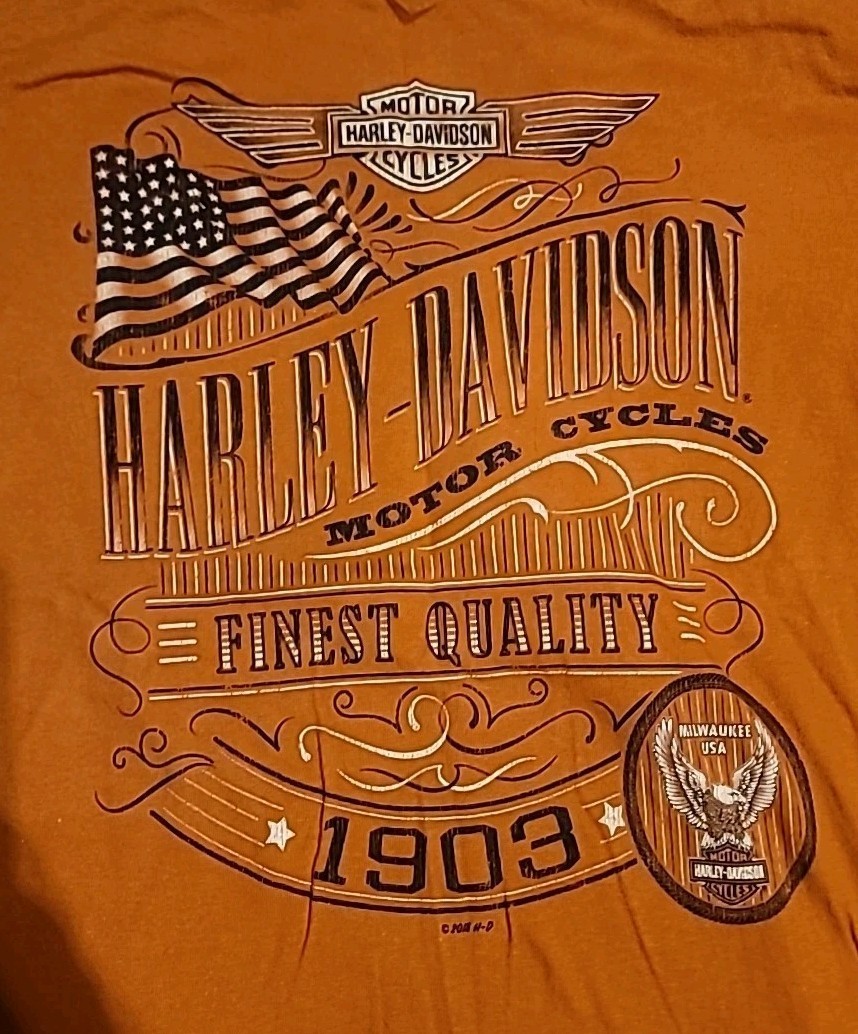 MOTOR
HARLEY-DAVIDSON
CYCLES
HARLEY-DAVIDSON®
MOTOR CYCLES
FINEST QUALITY
1903
MILWAUKEE
USA
MOTOR
HARLEY-DAVIDSON
CYCLES
© H-D